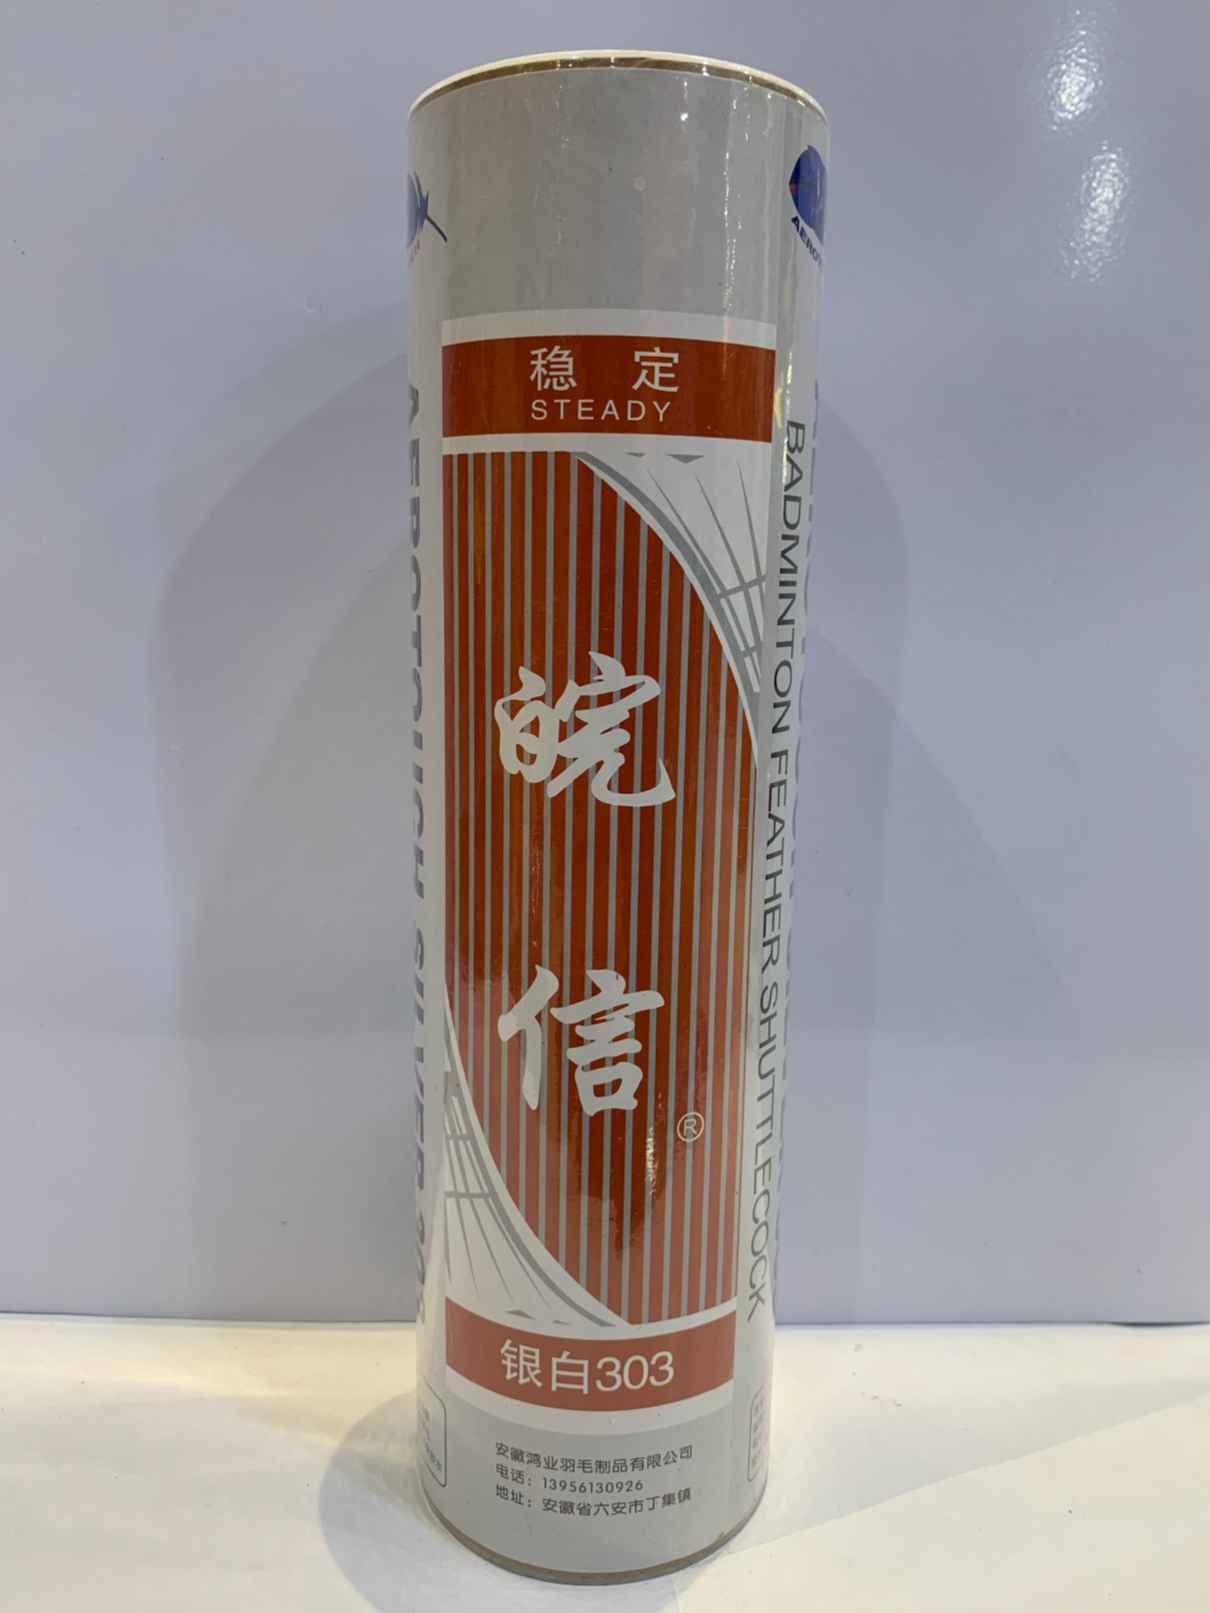 稳 定
STEADY
皖
信
®
银白303
安徽鸿业羽毛制品有限公司
电话：13956130926
地址：安徽省六安市丁集镇
BADMINTON FEATHER SHUTTLECOCK
AEROTOUCH SILVER